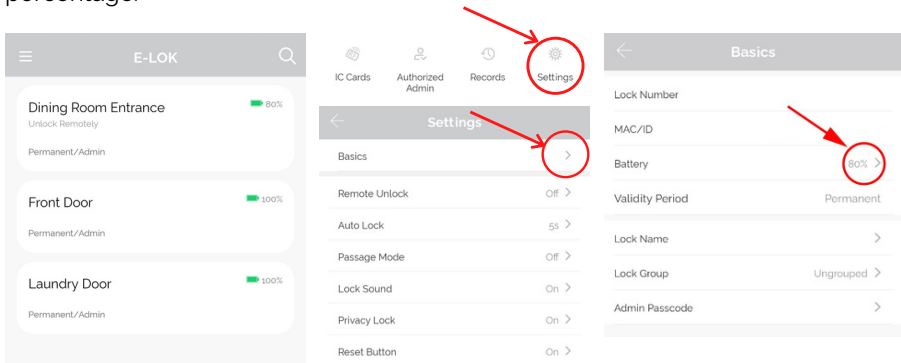 E-LOK
Dining Room Entrance 80%
Unlock Remotely
Permanent/Admin
Front Door 100%
Permanent/Admin
Laundry Door 100%
Permanent/Admin
IC Cards Authorized Admin Records Settings
Settings
Basics
Remote Unlock Off
Auto Lock 5s
Passage Mode Off
Lock Sound On
Privacy Lock On
Reset Button On
Basics
Lock Number
MAC/ID
Battery 80%
Validity Period Permanent
Lock Name
Lock Group Ungrouped
Admin Passcode